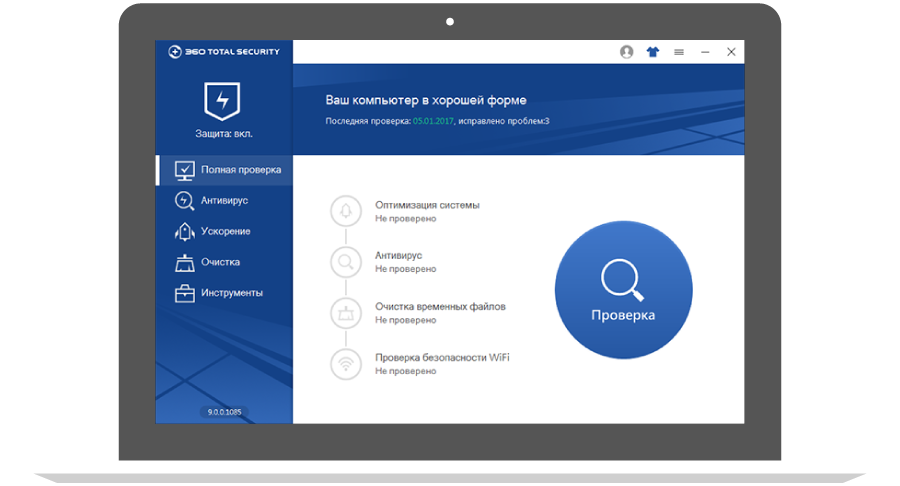 360 TOTAL SECURITY
Защита: вкл.
Полная проверка
Антивирус
Ускорение
Очистка
Инструменты
9.0.0.1085
Ваш компьютер в хорошей форме
Последняя проверка: 05.01.2017, исправлено проблем:3
Оптимизация системы
Не проверено
Антивирус
Не проверено
Очистка временных файлов
Не проверено
Проверка безопасности WiFi
Не проверено
Проверка